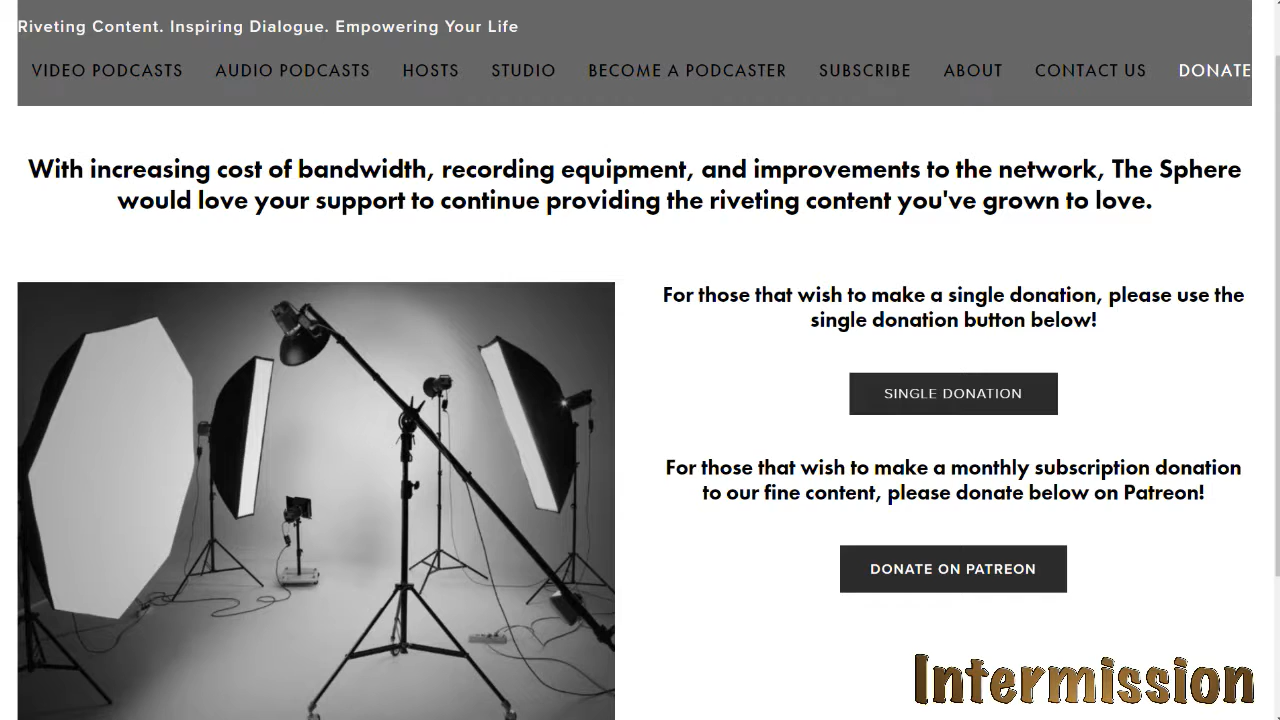 Riveting Content. Inspiring Dialogue. Empowering Your Life
VIDEO PODCASTS AUDIO PODCASTS HOSTS STUDIO BECOME A PODCASTER SUBSCRIBE ABOUT CONTACT US DONATE
With increasing cost of bandwidth, recording equipment, and improvements to the network, The Sphere
would love your support to continue providing the riveting content you've grown to love.
For those that wish to make a single donation, please use the
single donation button below!
SINGLE DONATION
For those that wish to make a monthly subscription donation
to our fine content, please donate below on Patreon!
DONATE ON PATREON
Intermission